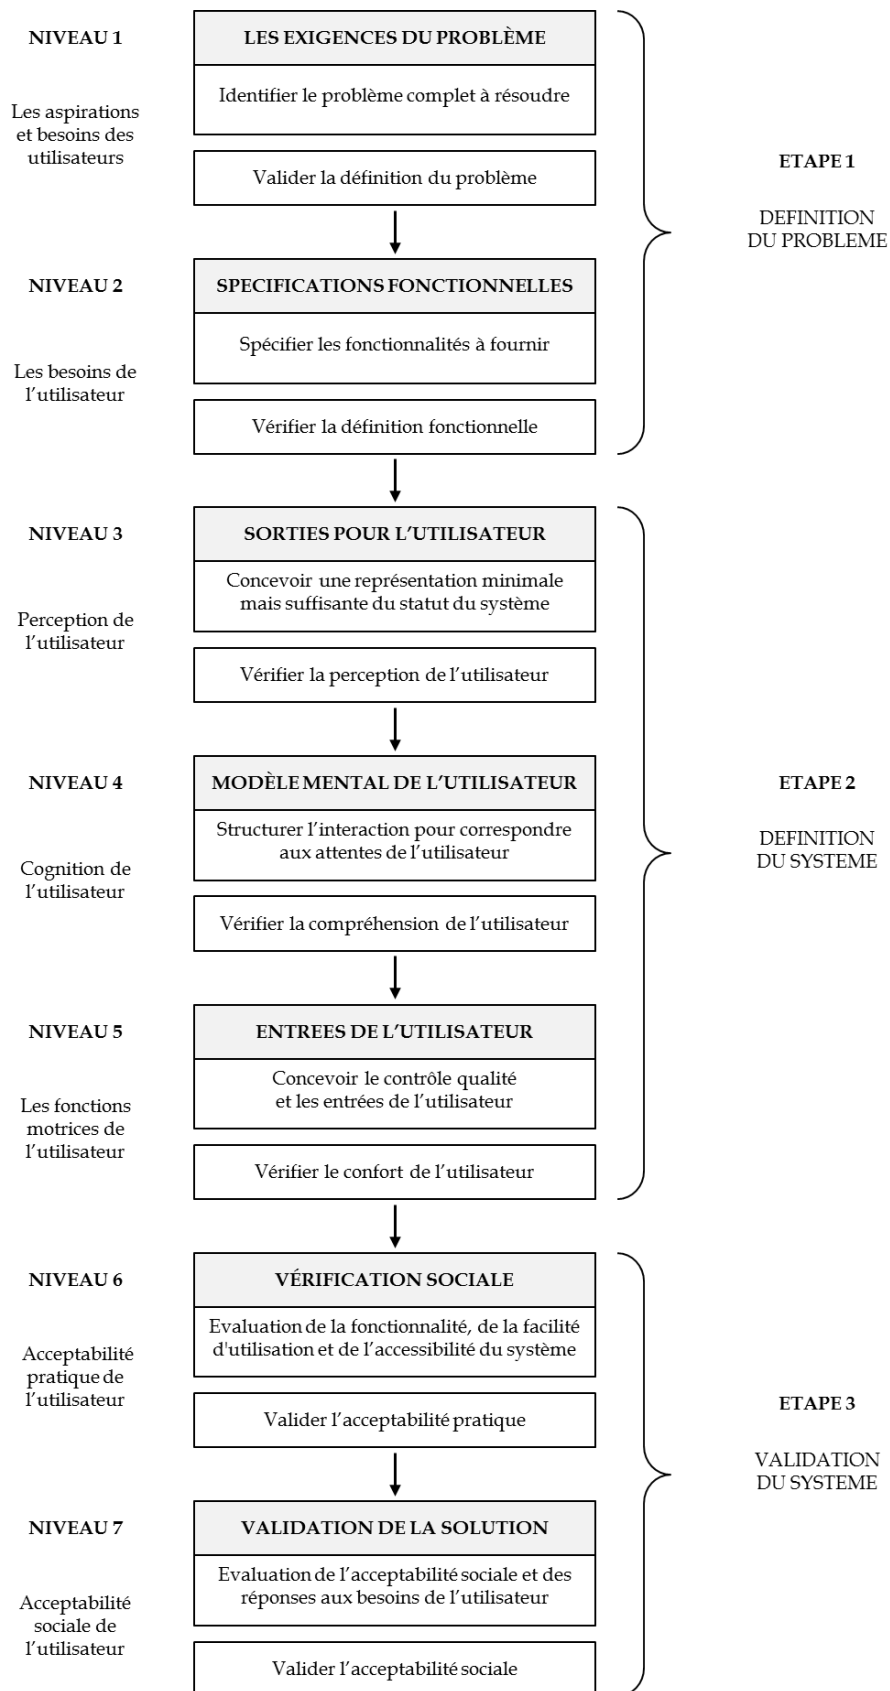 NIVEAU 1
LES EXIGENCES DU PROBLÈME
Les aspirations
et besoins des
utilisateurs
Identifier le problème complet à résoudre
Valider la définition du problème
ETAPE 1
DEFINITION
DU PROBLEME
NIVEAU 2
SPECIFICATIONS FONCTIONNELLES
Les besoins de
l’utilisateur
Spécifier les fonctionnalités à fournir
Vérifier la définition fonctionnelle
NIVEAU 3
SORTIES POUR L’UTILISATEUR
Perception de
l’utilisateur
Concevoir une représentation minimale
mais suffisante du statut du système
Vérifier la perception de l’utilisateur
NIVEAU 4
MODÈLE MENTAL DE L’UTILISATEUR
Cognition de
l’utilisateur
Structurer l’interaction pour correspondre
aux attentes de l’utilisateur
Vérifier la compréhension de l’utilisateur
ETAPE 2
DEFINITION
DU SYSTEME
NIVEAU 5
ENTREES DE L’UTILISATEUR
Les fonctions
motrices de
l’utilisateur
Concevoir le contrôle qualité
et les entrées de l’utilisateur
Vérifier le confort de l’utilisateur
NIVEAU 6
VÉRIFICATION SOCIALE
Acceptabilité
pratique de
l’utilisateur
Evaluation de la fonctionnalité, de la facilité
d'utilisation et de l’accessibilité du système
Valider l’acceptabilité pratique
ETAPE 3
VALIDATION
DU SYSTEME
NIVEAU 7
VALIDATION DE LA SOLUTION
Acceptabilité
sociale de
l’utilisateur
Evaluation de l’acceptabilité sociale et des
réponses aux besoins de l’utilisateur
Valider l’acceptabilité sociale